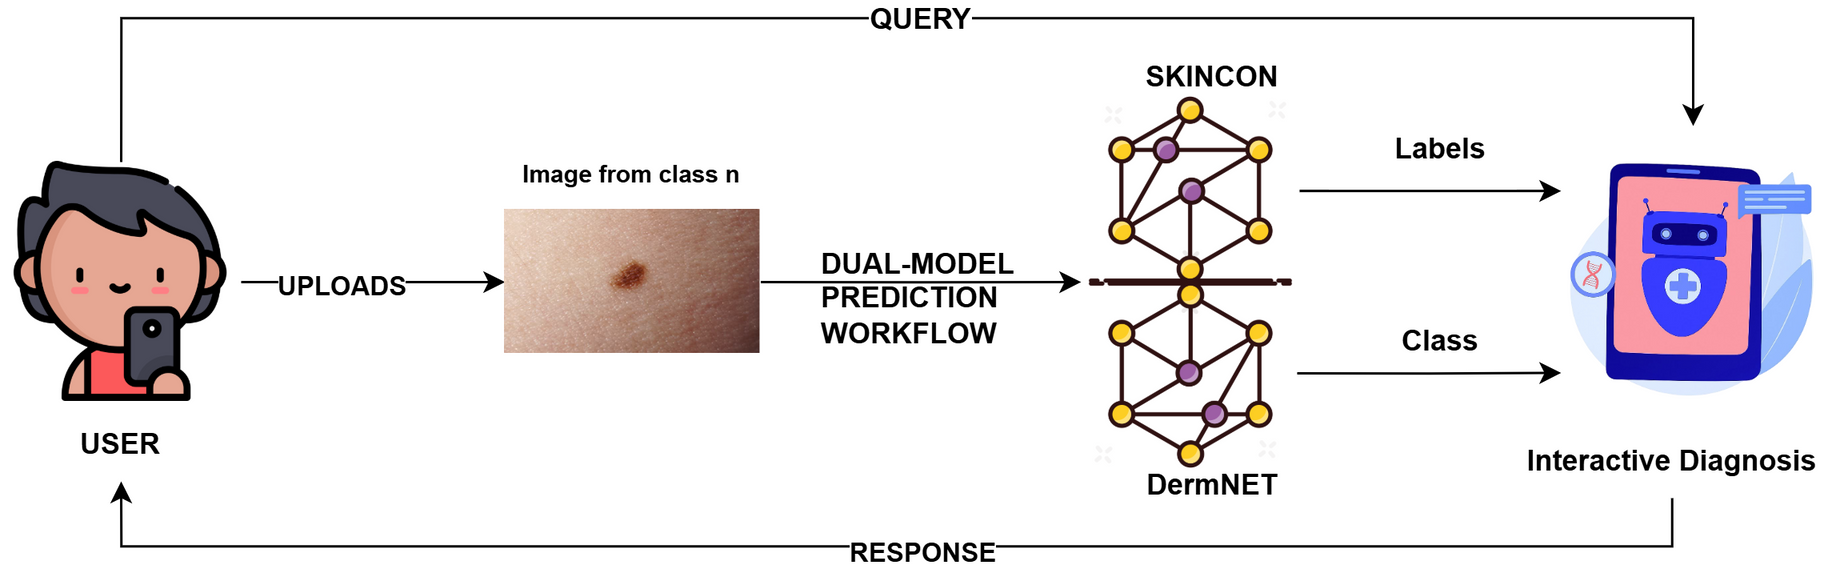 QUERY
SKINCON
Labels
Image from class n
UPLOADS
DUAL-MODEL
PREDICTION
WORKFLOW
Class
USER
DermNET
Interactive Diagnosis
RESPONSE